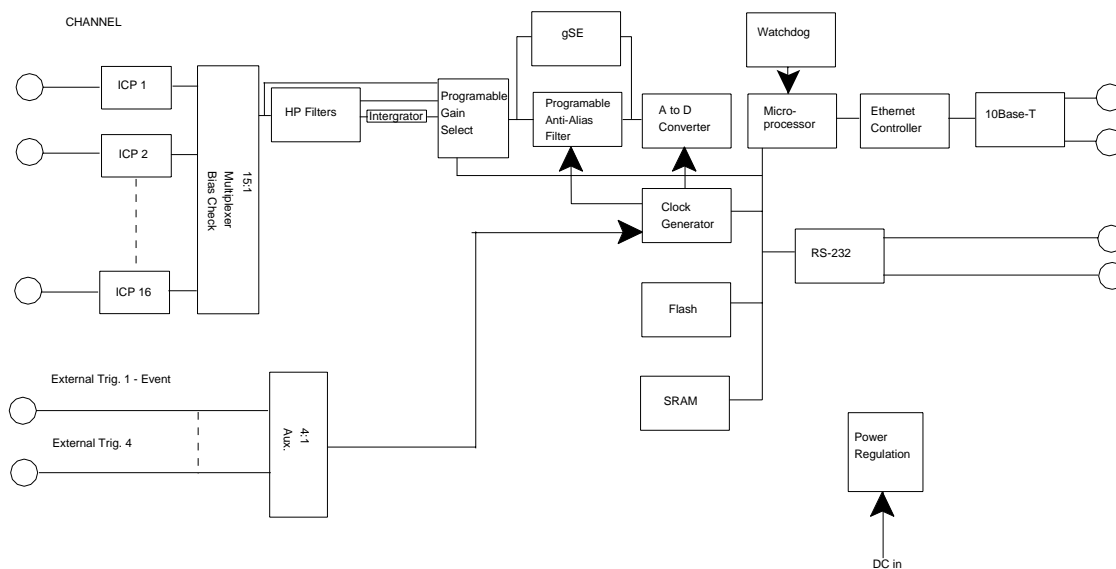 CHANNEL
ICP 1
ICP 2
ICP 16
15:1
Multiplexer
Bias Check
HP Filters
Intergrator
Programable
Gain
Select
gSE
Programable
Anti-Alias
Filter
A to D
Converter
Clock
Generator
Watchdog
Micro-
processor
Ethernet
Controller
10Base-T
RS-232
Flash
SRAM
External Trig. 1 - Event
External Trig. 4
4:1
Aux.
Power
Regulation
DC in